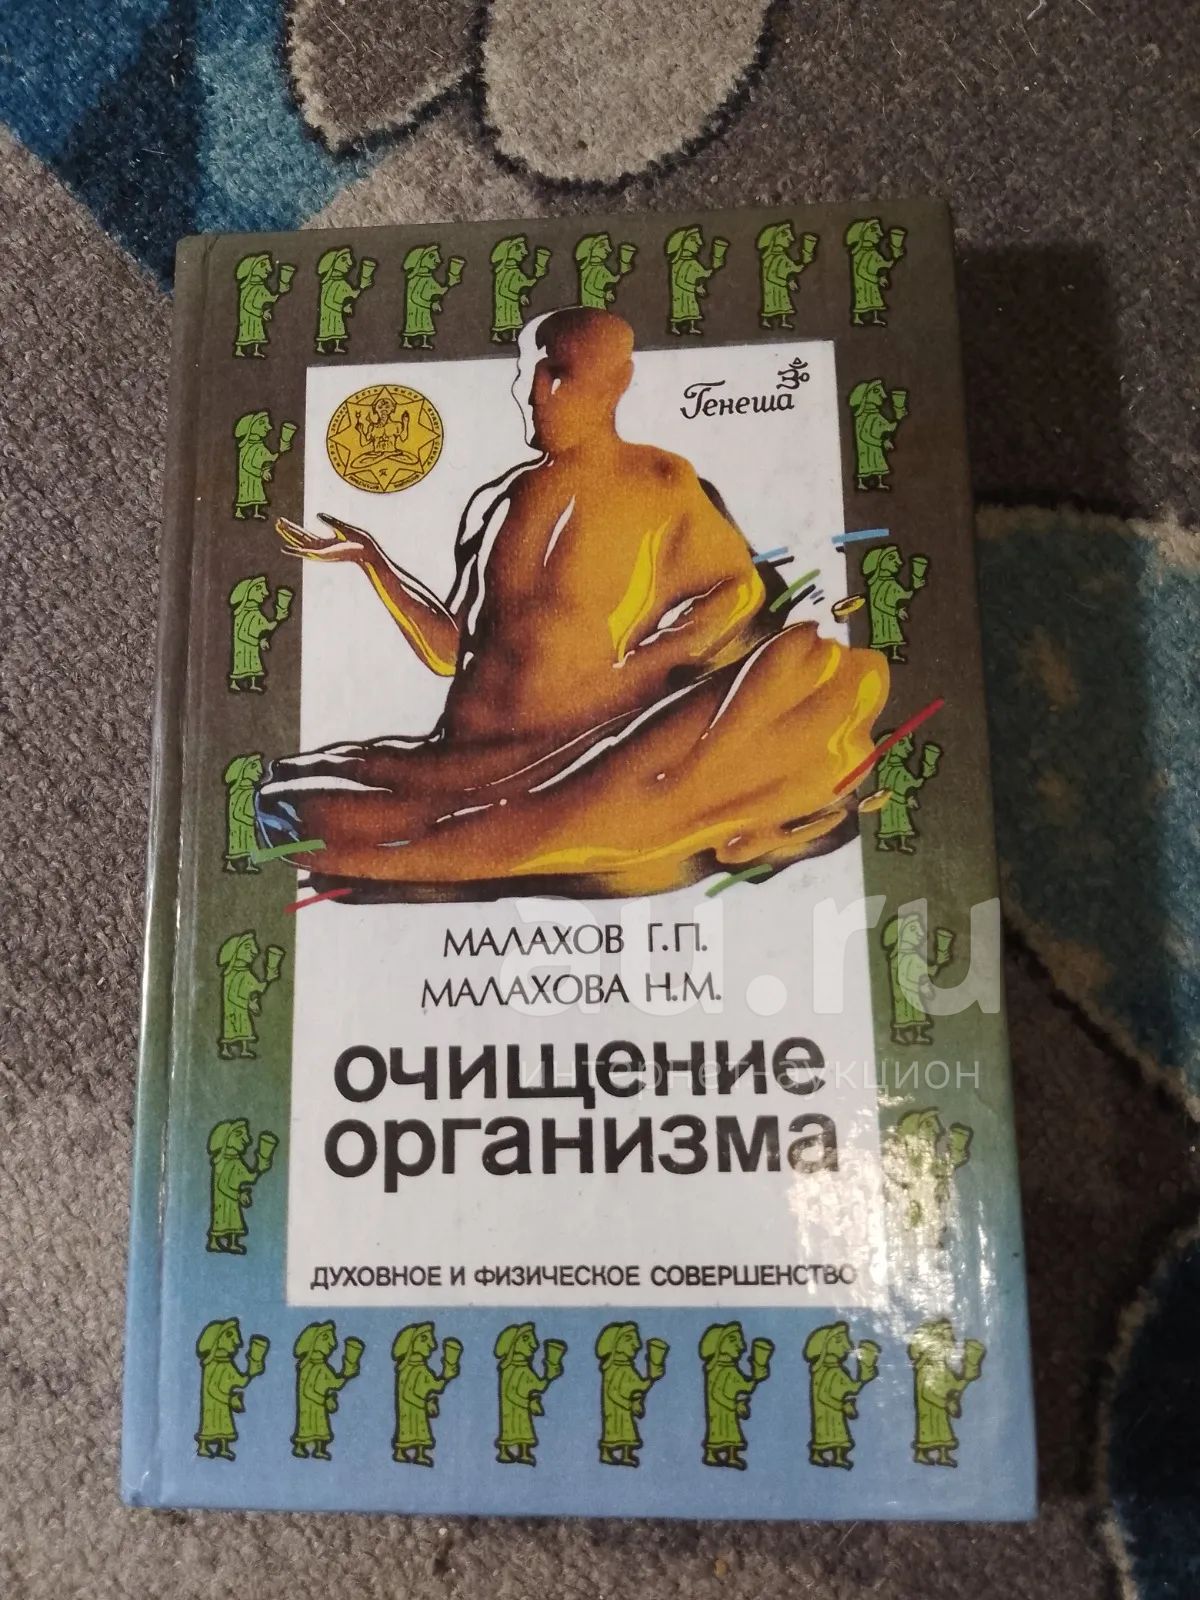 Генеша
МАЛАХОВ Г.П.
МАЛАХОВА Н.М.
очищение
организма
ДУХОВНОЕ И ФИЗИЧЕСКОЕ СОВЕРШЕНСТВО
au.ru
интернет-аукцион